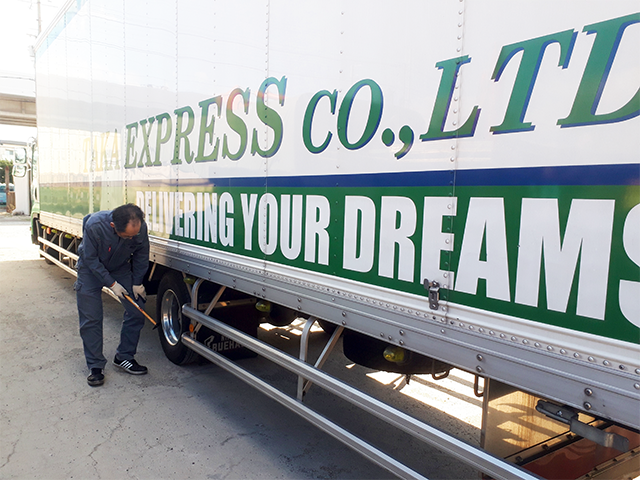 EXPRESS CO., LTD
DELIVERING YOUR DREAMS